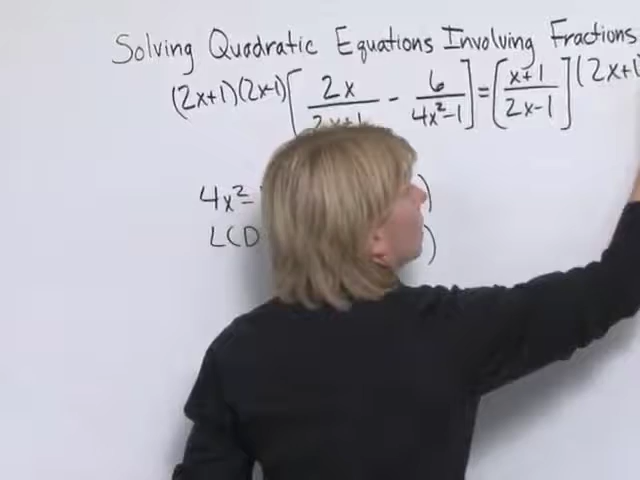 Solving Quadratic Equations Involving Fractions
(2x+1)(2x-1) [ 2x/2x+1 - 6/4x²-1 ] = [ x+1/2x-1 ] (2x+1
4x²- )
LCD )